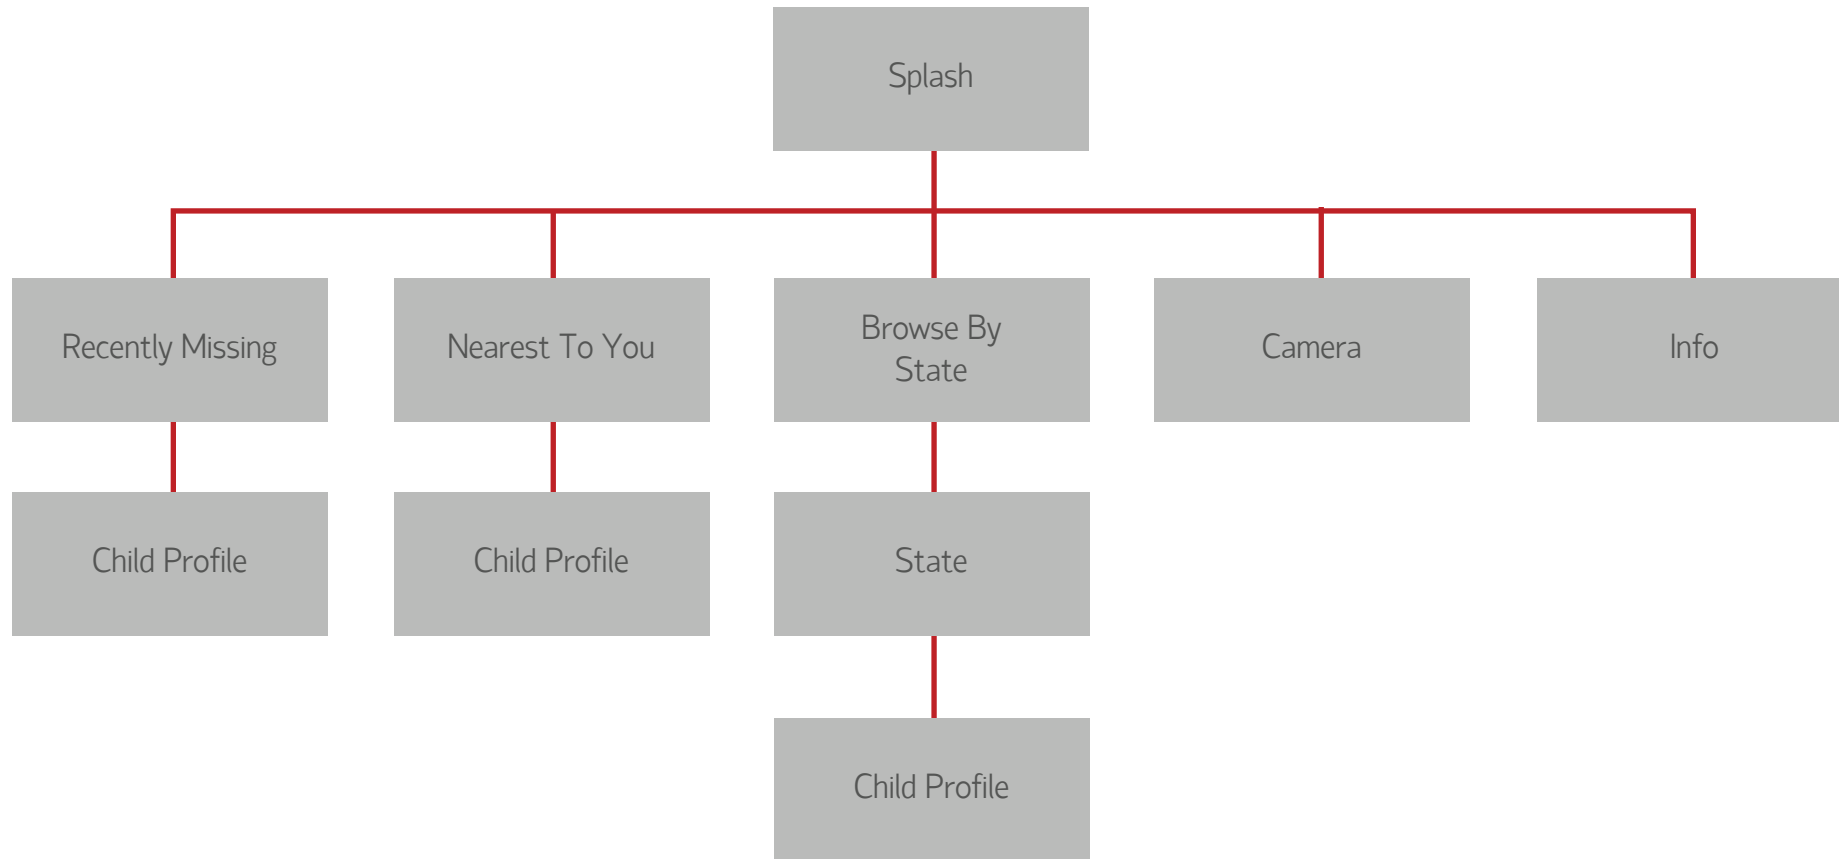 Splash
Recently Missing
Nearest To You
Browse By
State
Camera
Info
Child Profile
Child Profile
State
Child Profile